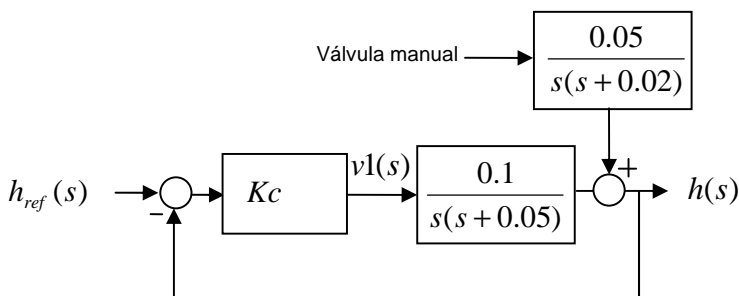 0.05
s(s + 0.02)
Válvula manual
+
h_ref (s)
-
Kc
v1(s)
0.1
s(s + 0.05)
h(s)